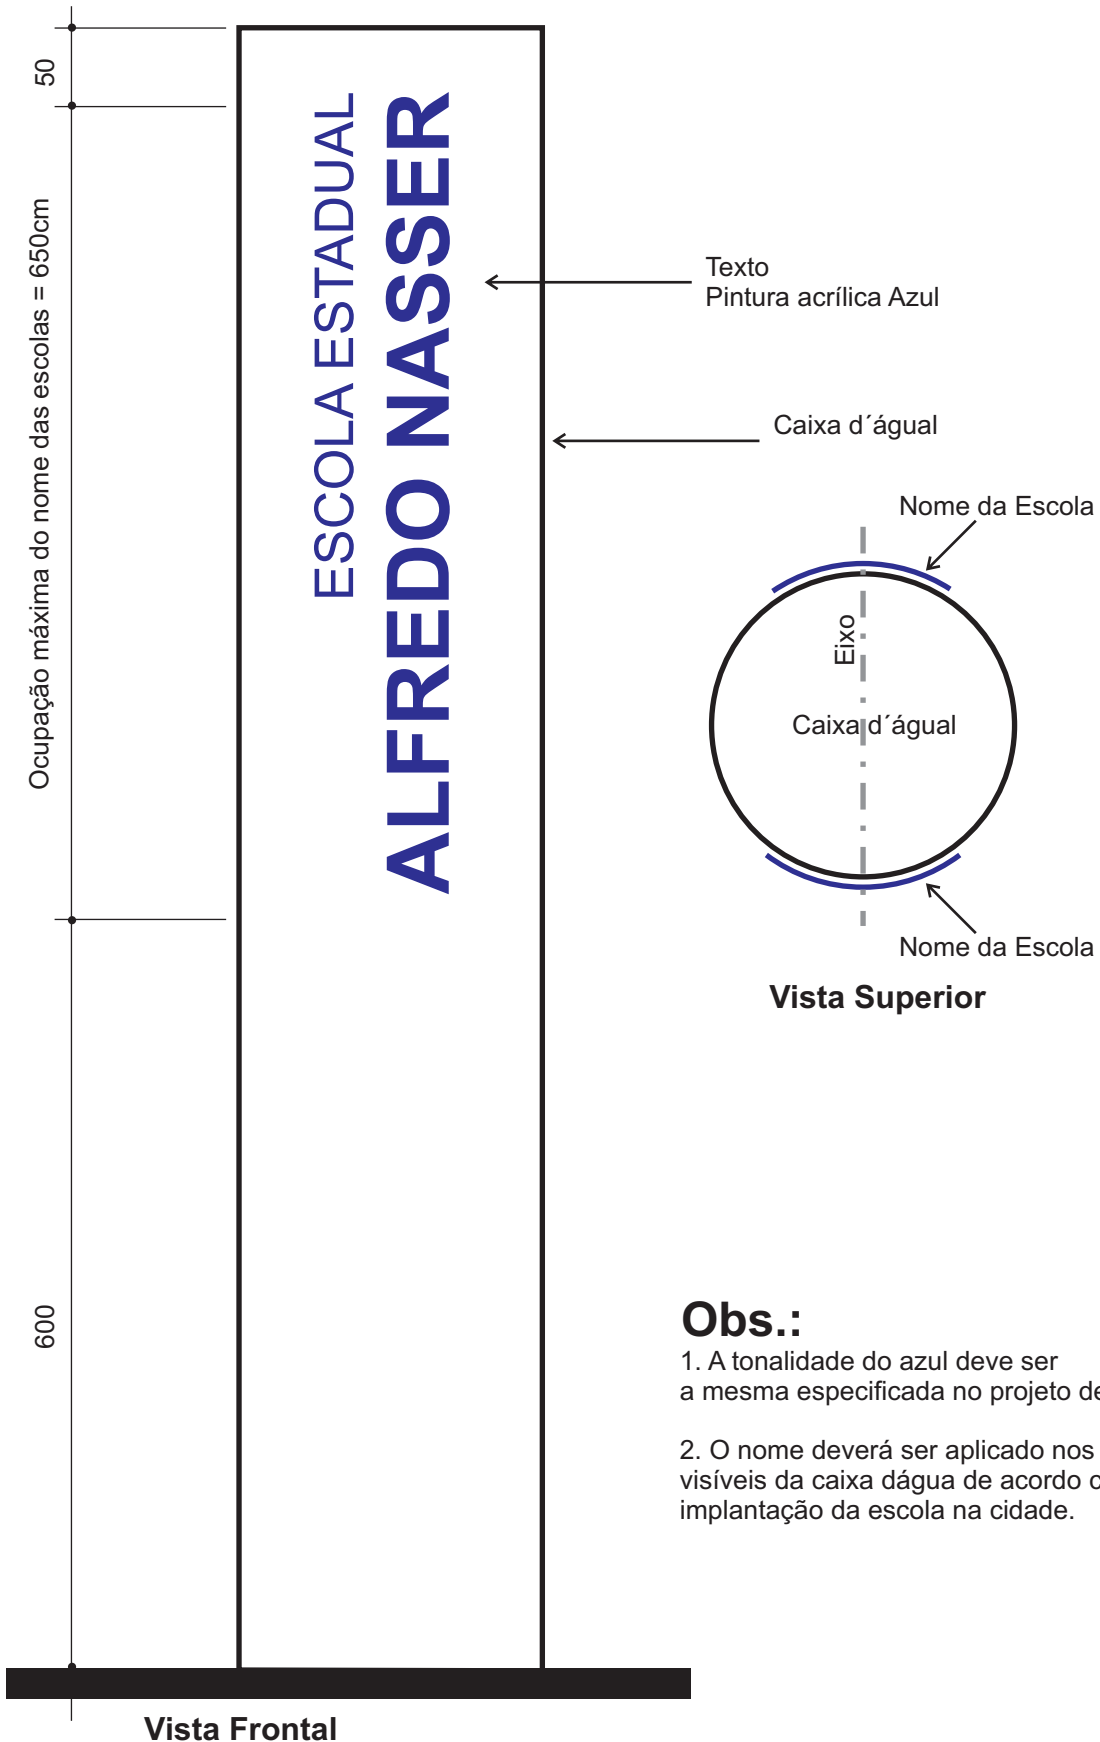 50
Ocupação máxima do nome das escolas = 650cm
600
ESCOLA ESTADUAL
ALFREDO NASSER
Texto
Pintura acrílica Azul
Caixa d´águal
Nome da Escola
Eixo
Caixa d´águal
Nome da Escola
Vista Superior
Obs.:
1. A tonalidade do azul deve ser
a mesma especificada no projeto de
2. O nome deverá ser aplicado nos
visíveis da caixa dágua de acordo
implantação da escola na cidade.
Vista Frontal